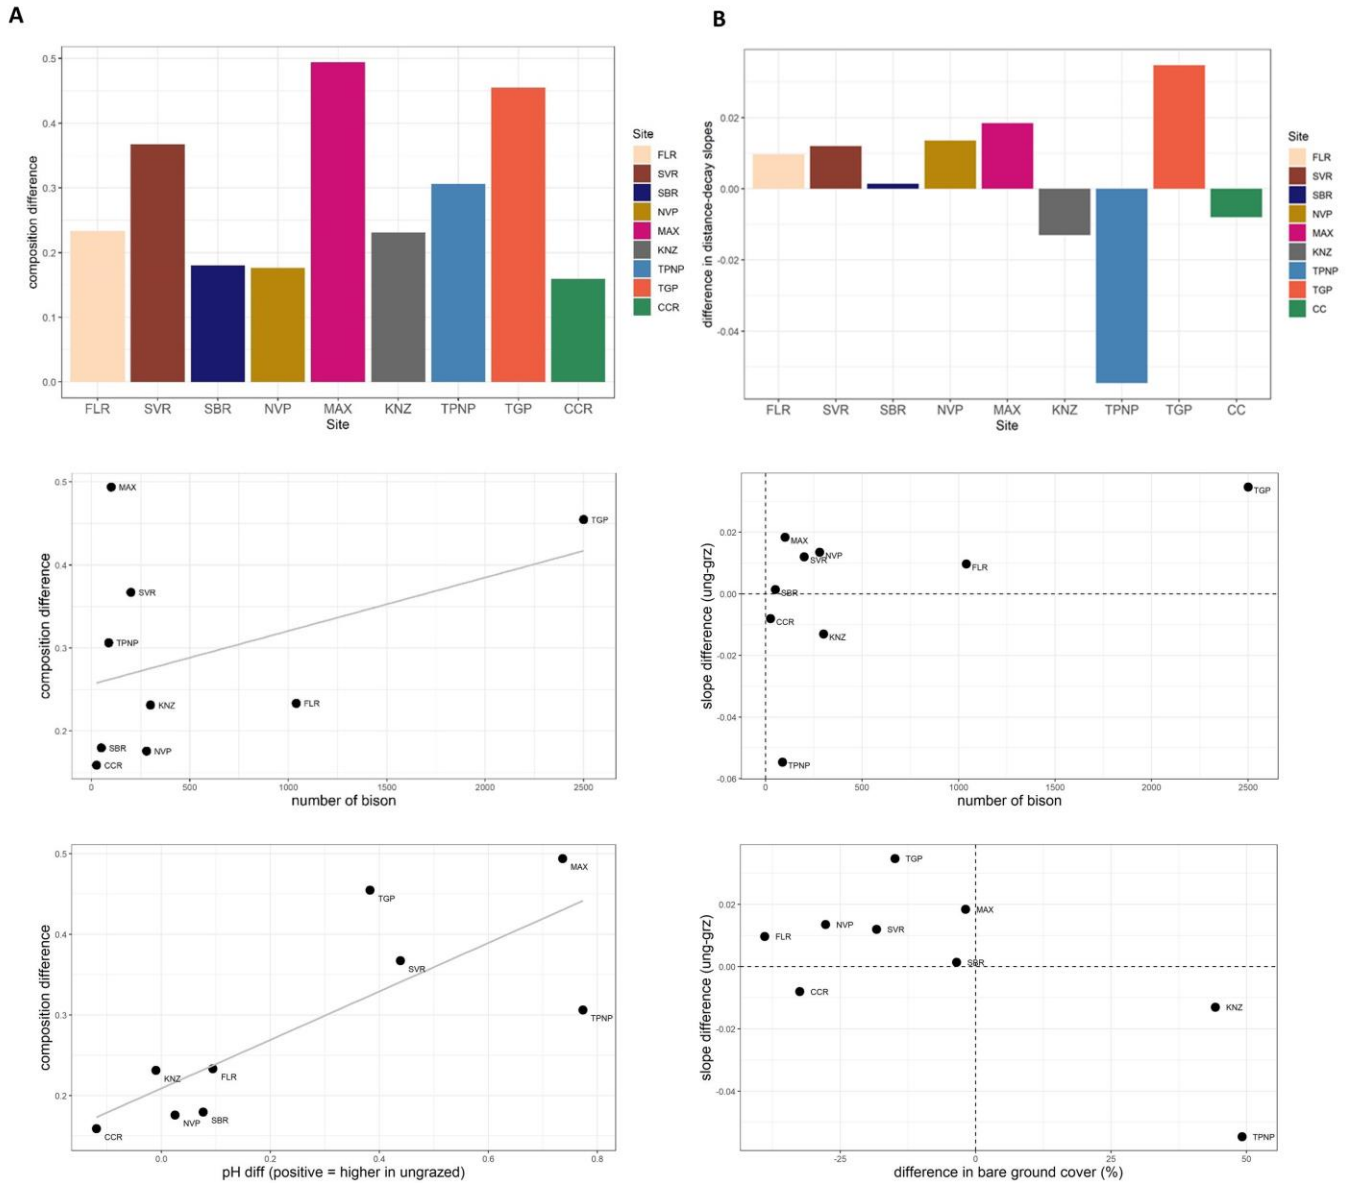 A
composition difference
0.5
0.4
0.3
0.2
0.1
0.0
FLR SVR SBR NVP MAX KNZ TPNP TGP CCR
Site
Site
FLR
SVR
SBR
NVP
MAX
KNZ
TPNP
TGP
CCR
B
difference in distance-decay slopes
0.02
0.00
-0.02
-0.04
FLR SVR SBR NVP MAX KNZ TPNP TGP CC
Site
Site
FLR
SVR
SBR
NVP
MAX
KNZ
TPNP
TGP
CC
composition difference
0.5
0.4
0.3
0.2
MAX
TGP
SVR
TPNP
KNZ
FLR
SBR
NVP
CCR
0 500 1000 1500 2000 2500
number of bison
slope difference (ung-grz)
0.02
0.00
-0.02
-0.04
-0.06
TGP
MAX
NVP
SVR
FLR
SBR
CCR
KNZ
TPNP
0 500 1000 1500 2000 2500
number of bison
composition difference
0.5
0.4
0.3
0.2
MAX
TGP
SVR
TPNP
KNZ
FLR
NVP
SBR
CCR
0.0 0.2 0.4 0.6 0.8
pH diff (positive = higher in ungrazed)
slope difference (ung-grz)
0.02
0.00
-0.02
-0.04
TGP
MAX
NVP
SVR
FLR
SBR
CCR
KNZ
TPNP
-25 0 25 50
difference in bare ground cover (%)